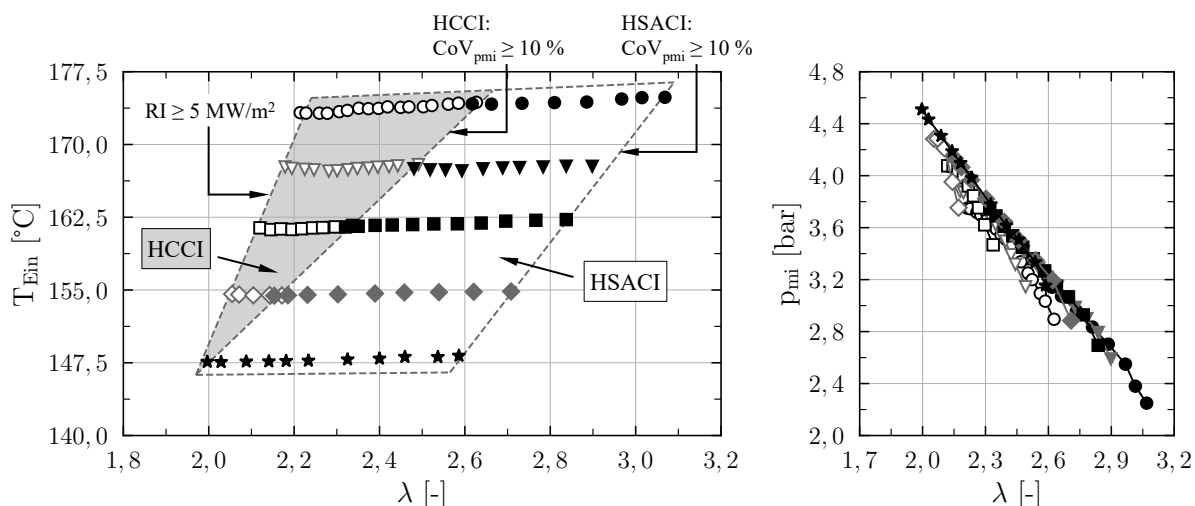 HCCI:
CoV_pmi ≥ 10 %
HSACI:
CoV_pmi ≥ 10 %
RI ≥ 5 MW/m²
HCCI
HSACI
T_Ein [°C]
177,5
170,0
162,5
155,0
147,5
140,0
1,8
2,0
2,2
2,4
2,6
2,8
3,0
3,2
λ [-]
p_mi [bar]
4,8
4,4
4,0
3,6
3,2
2,8
2,4
2,0
1,7
2,0
2,3
2,6
2,9
3,2
λ [-]